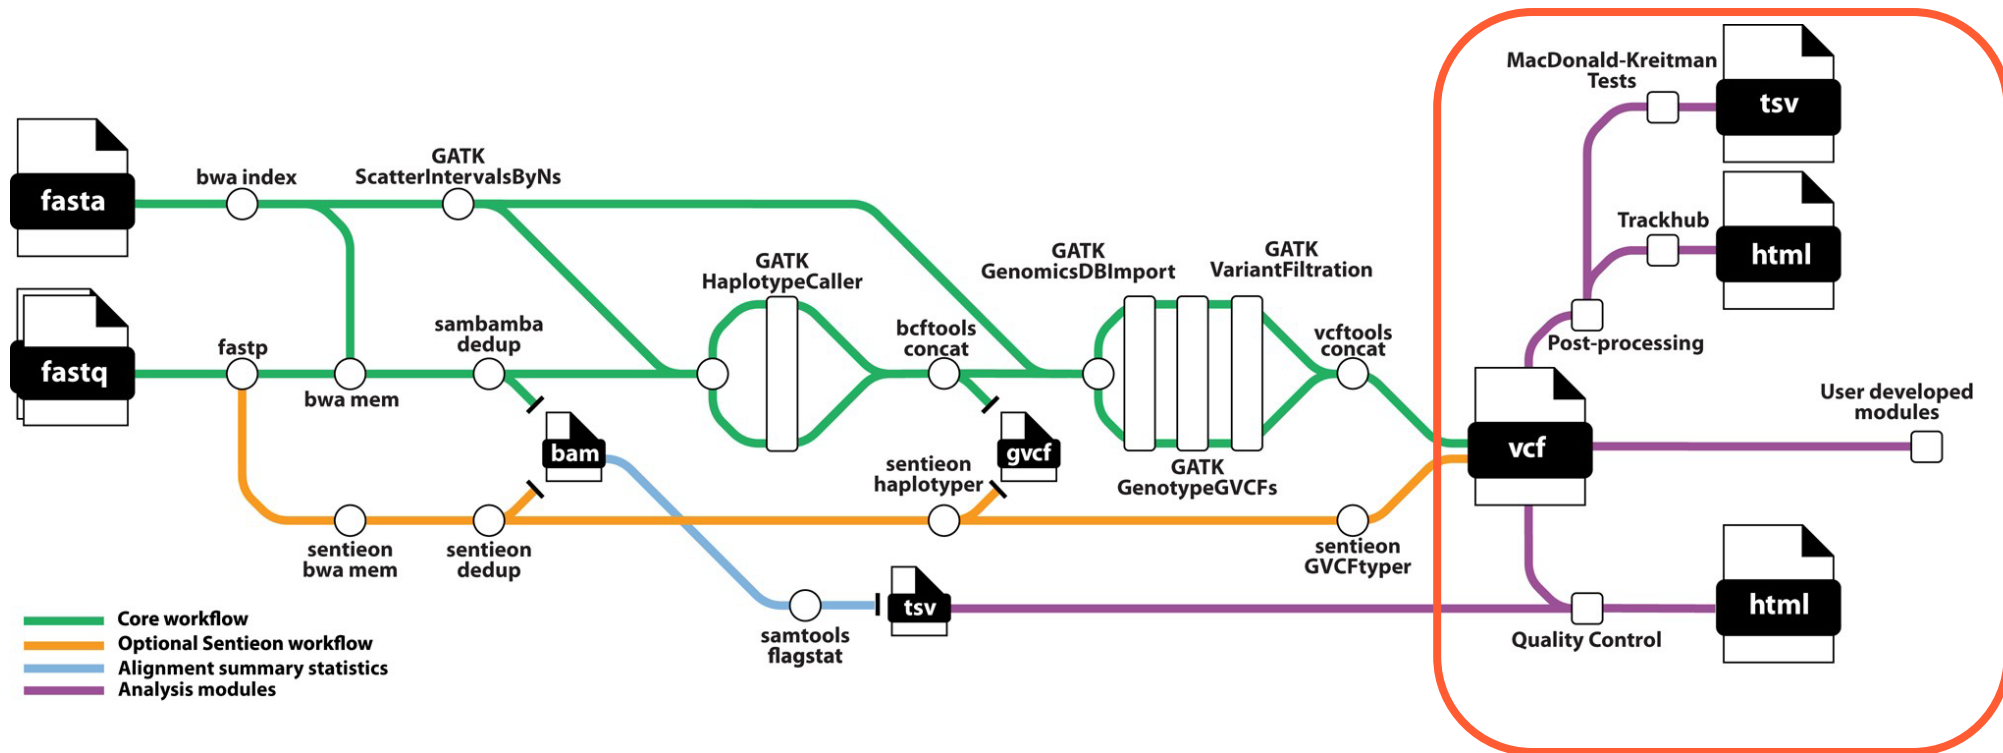 MacDonald-Kreitman
Tests
tsv
GATK
ScatterIntervalsByNs
bwa index
fasta
Trackhub
html
GATK
HaplotypeCaller
GATK
GenomicsDBImport
GATK
VariantFiltration
sambamba
dedup
bcftools
concat
vcftools
concat
Post-processing
fastp
fastq
bwa mem
User developed
modules
bam
gvcf
vcf
sentieon
haplotyper
GATK
GenotypeGVCFs
sentieon
bwa mem
sentieon
dedup
sentieon
GVCFtyper
tsv
html
samtools
flagstat
Quality Control
Core workflow
Optional Sentieon workflow
Alignment summary statistics
Analysis modules